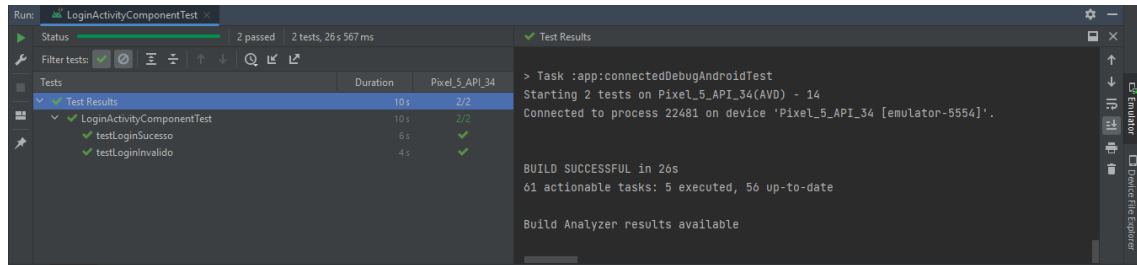 Run: LoginActivityComponentTest ×
Status 2 passed 2 tests, 26 s 567 ms
Filter tests:
Tests Duration Pixel_5_API_34
Test Results 10 s 2/2
LoginActivityComponentTest 10 s 2/2
testLoginSucesso 6 s
testLoginInvalido 4 s
Test Results
> Task :app:connectedDebugAndroidTest
Starting 2 tests on Pixel_5_API_34(AVD) - 14
Connected to process 22481 on device 'Pixel_5_API_34 [emulator-5554]'.
BUILD SUCCESSFUL in 26s
61 actionable tasks: 5 executed, 56 up-to-date
Build Analyzer results available
Emulator
Device File Explorer